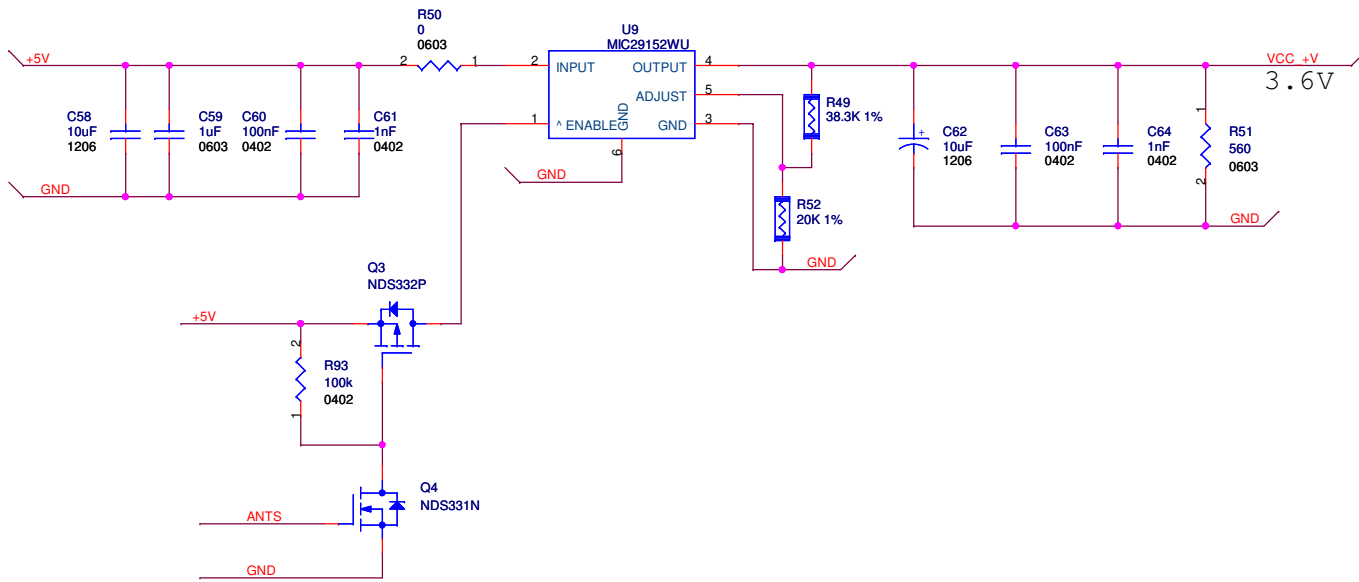 +5V
R50
0
0603
2
1
C58
10uF
1206
C59
1uF
0603
C60
100nF
0402
C61
1nF
0402
GND
U9
MIC29152WU
2
INPUT
OUTPUT
4
ADJUST
5
1
^ ENABLE
GND
GND
3
6
GND
R49
38.3K 1%
R52
20K 1%
GND
VCC_+V
3.6V
C62
10uF
1206
+
C63
100nF
0402
C64
1nF
0402
1
R51
560
0603
2
GND
Q3
NDS332P
+5V
2
R93
100k
0402
1
Q4
NDS331N
ANTS
GND